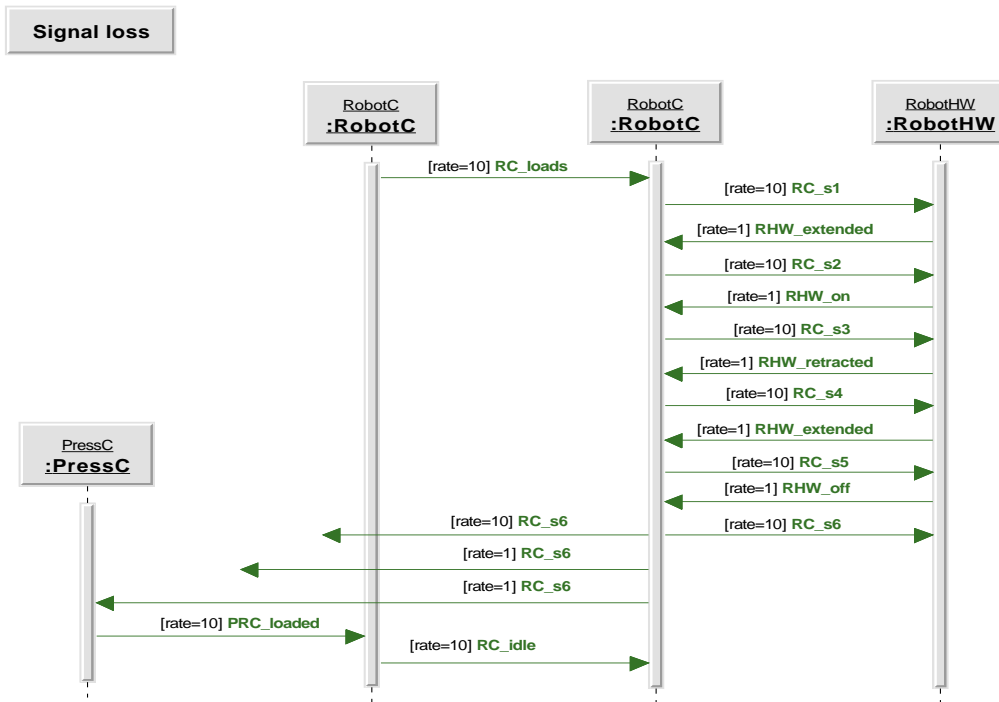 Signal loss
RobotC
:RobotC
RobotC
:RobotC
RobotHW
:RobotHW
[rate=10] RC_loads
[rate=10] RC_s1
[rate=1] RHW_extended
[rate=10] RC_s2
[rate=1] RHW_on
[rate=10] RC_s3
[rate=1] RHW_retracted
[rate=10] RC_s4
[rate=1] RHW_extended
PressC
:PressC
[rate=10] RC_s5
[rate=1] RHW_off
[rate=10] RC_s6
[rate=10] RC_s6
[rate=1] RC_s6
[rate=1] RC_s6
[rate=10] PRC_loaded
[rate=10] RC_idle